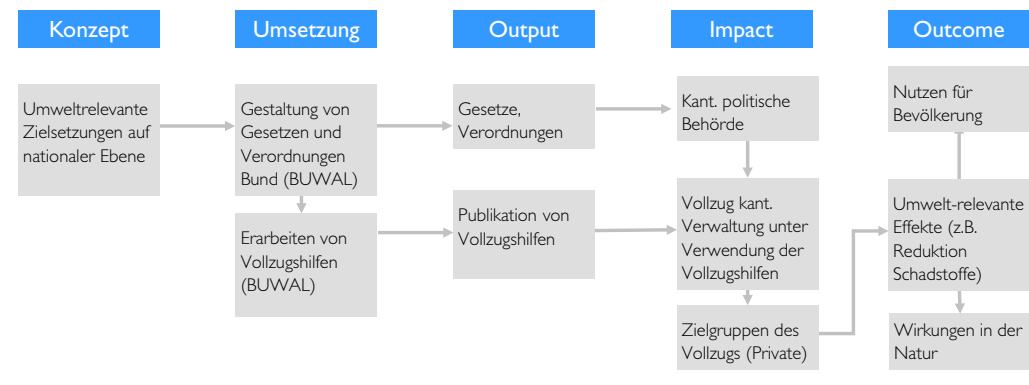 Konzept
Umsetzung
Output
Impact
Outcome
Umweltrelevante
Zielsetzungen auf
nationaler Ebene
Gestaltung von
Gesetzen und
Verordnungen
Bund (BUWAL)
Erarbeiten von
Vollzugshilfen
(BUWAL)
Gesetze,
Verordnungen
Publikation von
Vollzugshilfen
Kant. politische
Behörde
Vollzug kant.
Verwaltung unter
Verwendung der
Vollzugshilfen
Zielgruppen des
Vollzugs (Private)
Nutzen für
Bevölkerung
Umwelt-relevante
Effekte (z.B.
Reduktion
Schadstoffe)
Wirkungen in der
Natur